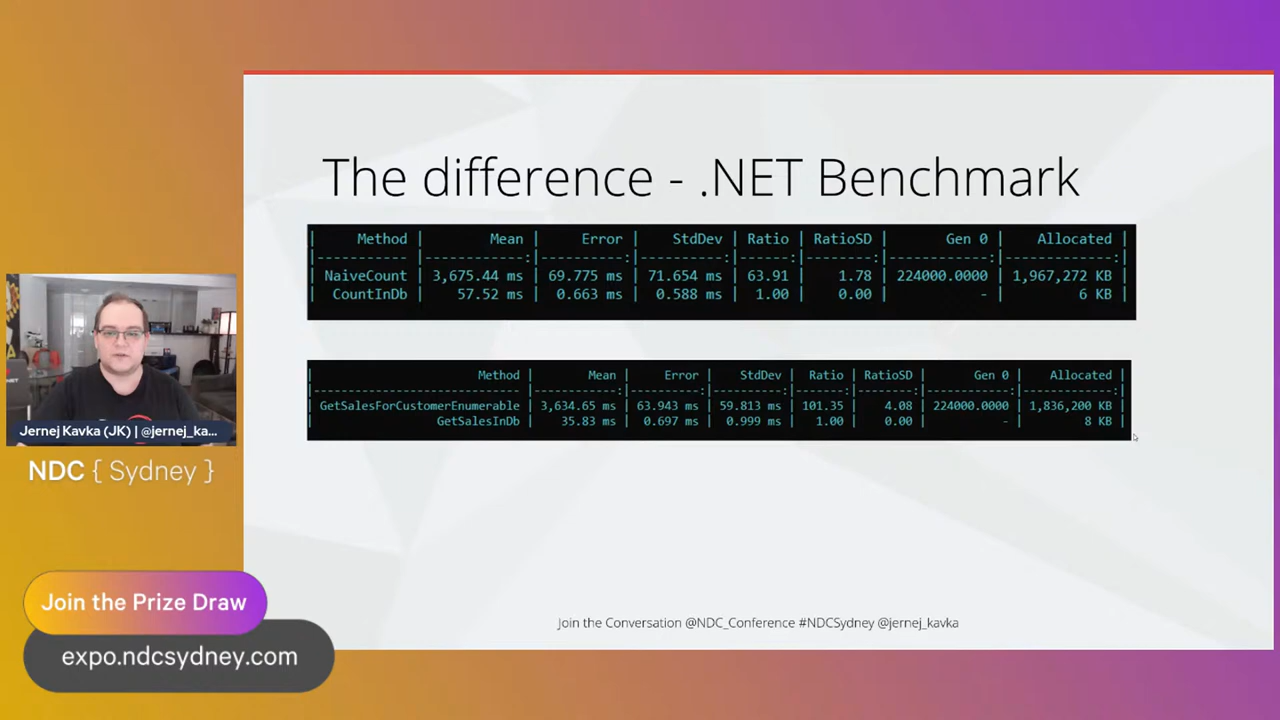 The difference - .NET Benchmark
| Method | Mean | Error | StdDev | Ratio | RatioSD | Gen 0 | Allocated |
| NaiveCount | 3,675.44 ms | 69.775 ms | 71.654 ms | 63.91 | 1.78 | 224000.0000 | 1,967,272 KB |
| CountInDb | 57.52 ms | 0.663 ms | 0.588 ms | 1.00 | 0.00 | - | 6 KB |
| Method | Mean | Error | StdDev | Ratio | RatioSD | Gen 0 | Allocated |
| GetSalesForCustomerEnumerable | 3,634.65 ms | 63.943 ms | 59.813 ms | 101.35 | 4.08 | 224000.0000 | 1,836,200 KB |
| GetSalesInDb | 35.83 ms | 0.697 ms | 0.999 ms | 1.00 | 0.00 | - | 8 KB |
Jernej Kavka (JK) | @jernej_ka...
NDC { Sydney }
Join the Prize Draw
expo.ndcsydney.com
Join the Conversation @NDC_Conference #NDCSydney @jernej_kavka